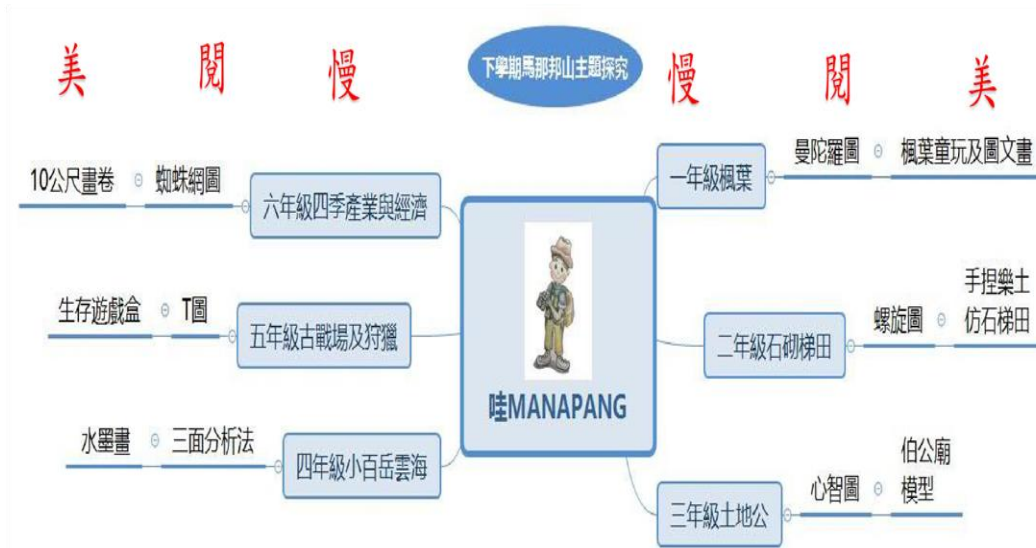 下學期馬那邦山主題探究
美 閱 慢
慢 閱 美
哇MANAPANG
一年級楓葉
曼陀羅圖
楓葉童玩及圖文畫
二年級石砌梯田
螺旋圖
手捏樂土
仿石梯田
三年級土地公
心智圖
伯公廟
模型
四年級小百岳雲海
三面分析法
水墨畫
五年級古戰場及狩獵
T圖
生存遊戲盒
六年級四季產業與經濟
蜘蛛網圖
10公尺畫卷